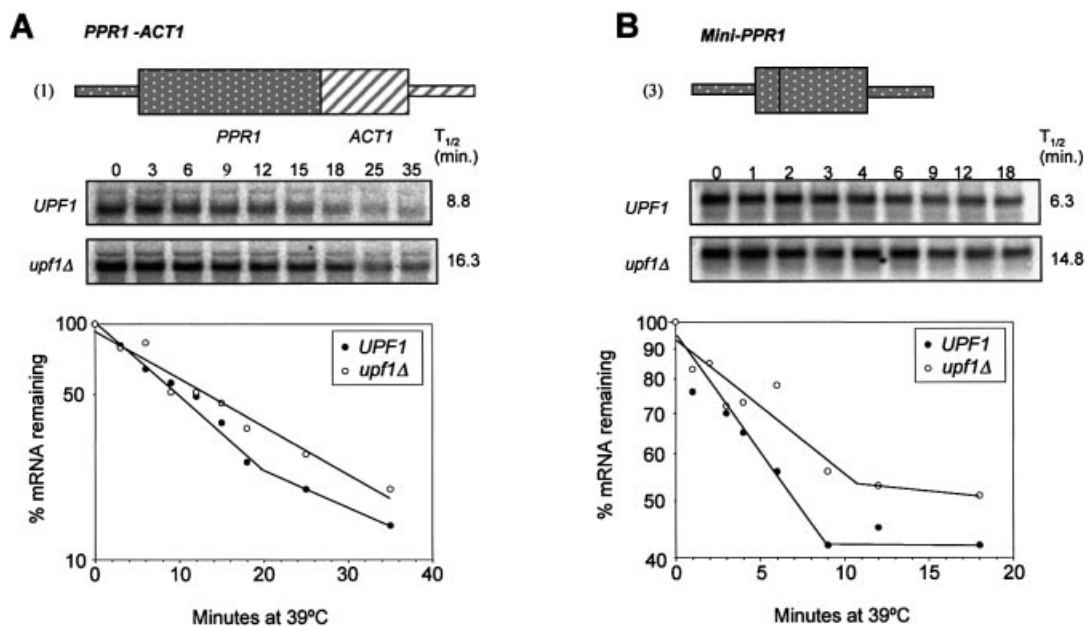 A
PPR1 -ACT1
(1)
PPR1 ACT1
T1/2 (min.)
0 3 6 9 12 15 18 25 35
UPF1 8.8
upf1Δ 16.3
100
50
10
% mRNA remaining
UPF1
upf1Δ
0 10 20 30 40
Minutes at 39ºC
B
Mini-PPR1
(3)
T1/2 (min.)
0 1 2 3 4 6 9 12 18
UPF1 6.3
upf1Δ 14.8
100
90
80
70
60
50
40
% mRNA remaining
UPF1
upf1Δ
0 5 10 15 20
Minutes at 39ºC